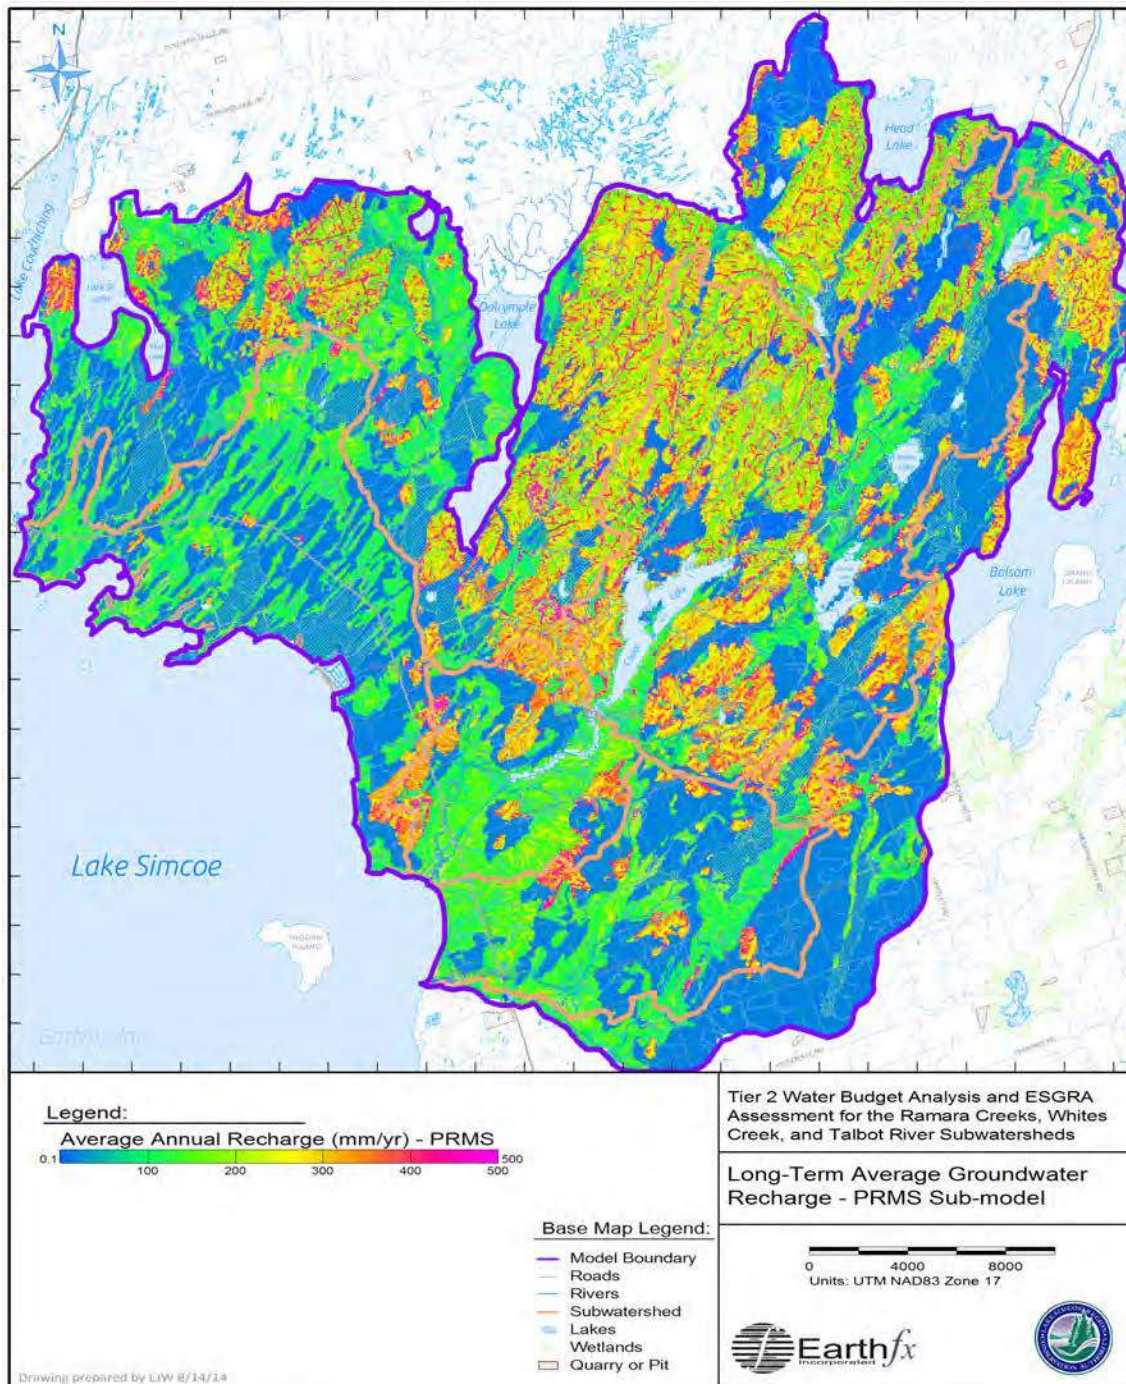 N
Head
Lake
Lake Couchiching
Dalrymple
Lake
Balsam
Lake
Lake Simcoe
Legend:
Average Annual Recharge (mm/yr) - PRMS
0.1
500
100
200
300
400
500
Base Map Legend:
Model Boundary
Roads
Rivers
Subwatershed
Lakes
Wetlands
Quarry or Pit
Tier 2 Water Budget Analysis and ESGRA
Assessment for the Ramara Creeks, Whites
Creek, and Talbot River Subwatersheds
Long-Term Average Groundwater
Recharge - PRMS Sub-model
0 4000 8000
Units: UTM NAD83 Zone 17
Earthfx
Incorporated
Drawing prepared by LJW 8/14/14